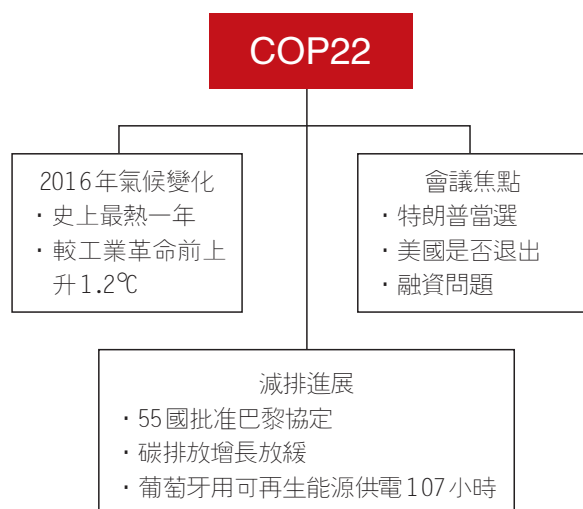 COP22
2016年氣候變化
·史上最熱一年
·較工業革命前上
升1.2℃
會議焦點
·特朗普當選
·美國是否退出
·融資問題
減排進展
·55國批准巴黎協定
·碳排放增長放緩
·葡萄牙用可再生能源供電107小時